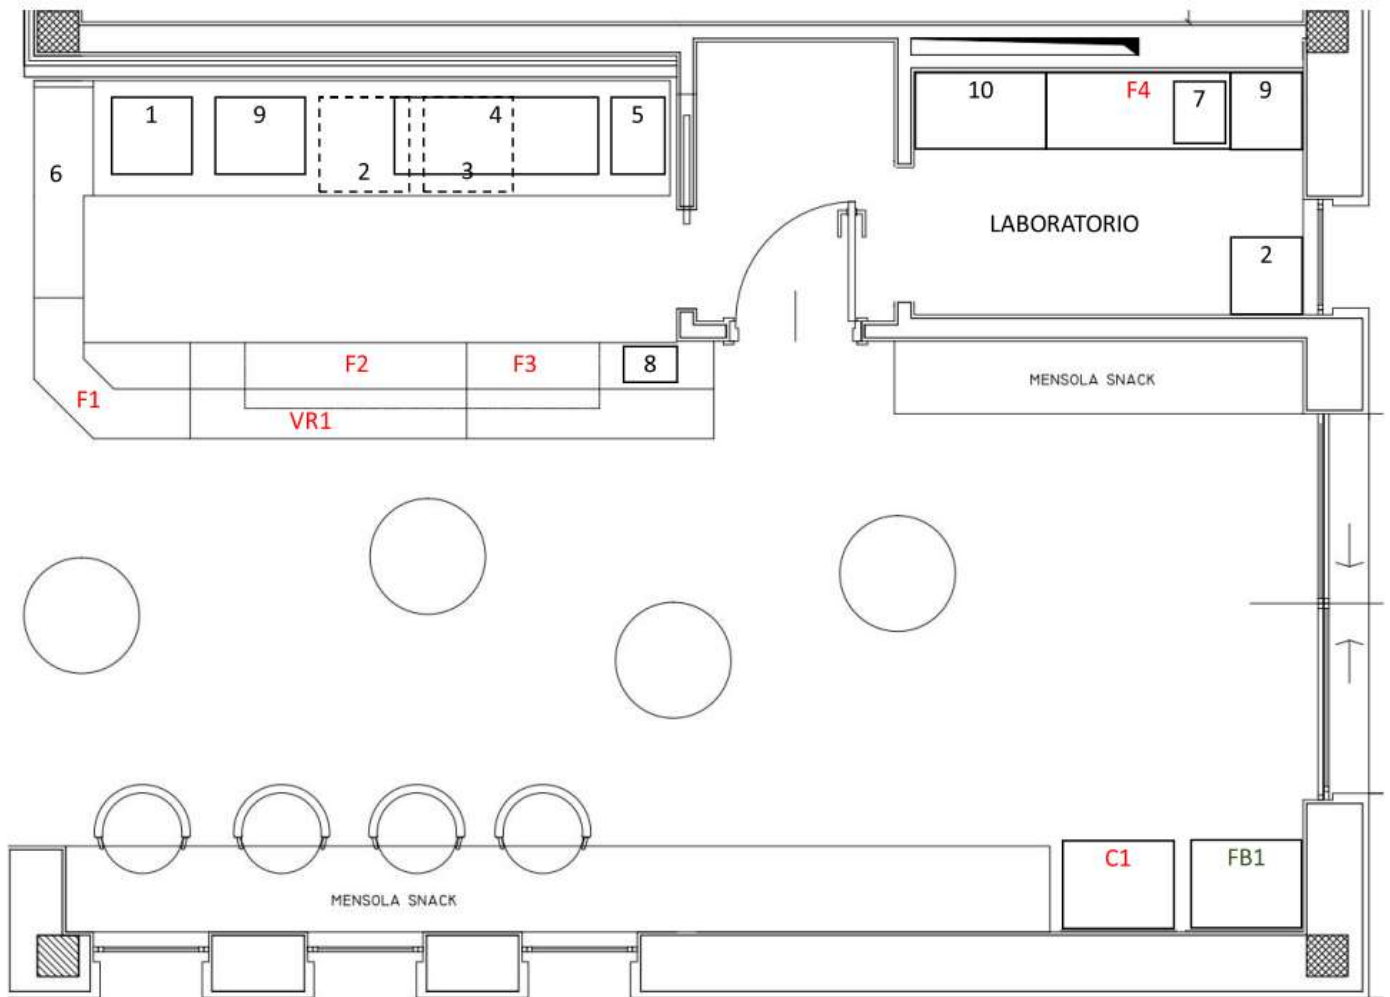 1 9 4 5 10 F4 7 9
6 2 3
LABORATORIO
2
F2 F3 8
MENSOLA SNACK
F1
VR1
C1 FB1
MENSOLA SNACK